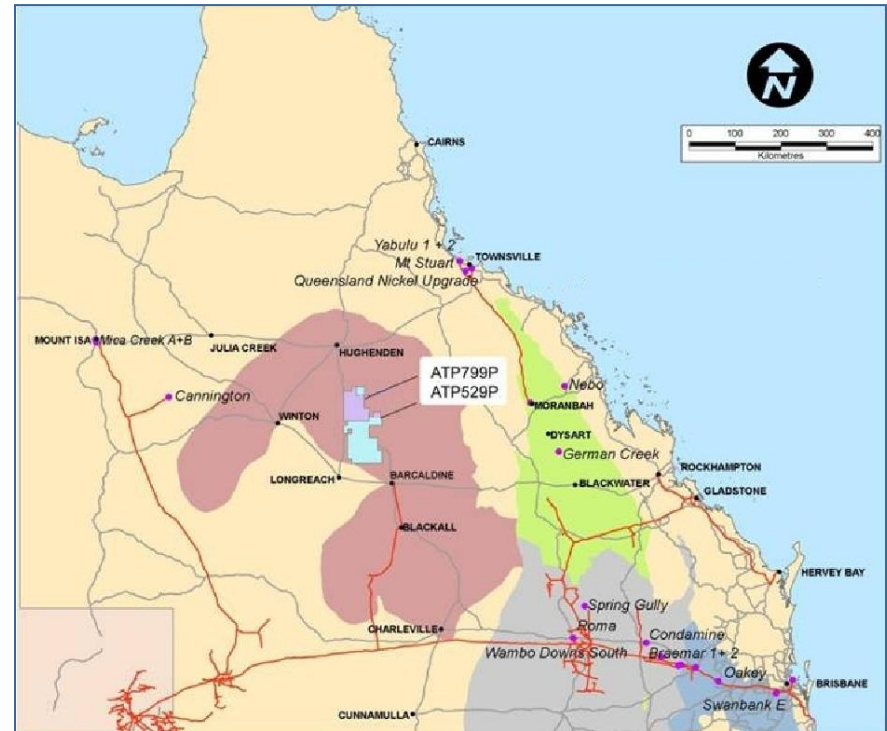 N
0 100 200 300 400
Kilometres
CAIRNS
Yabulu 1 + 2
TOWNSVILLE
Mt Stuart
Queensland Nickel Upgrade
MOUNT ISA
Mica Creek A+B
JULIA CREEK
HUGHENDEN
ATP799P
ATP529P
Nebo
Cannington
MORANBAH
WINTON
DYSART
German Creek
ROCKHAMPTON
LONGREACH
BARCALDINE
BLACKWATER
GLADSTONE
BLACKALL
HERVEY BAY
Spring Gully
CHARLEVILLE
Roma
Condamine
Wambo Downs South
Braemar 1+ 2
Oakey
BRISBANE
Swanbank E
CUNNAMULLA